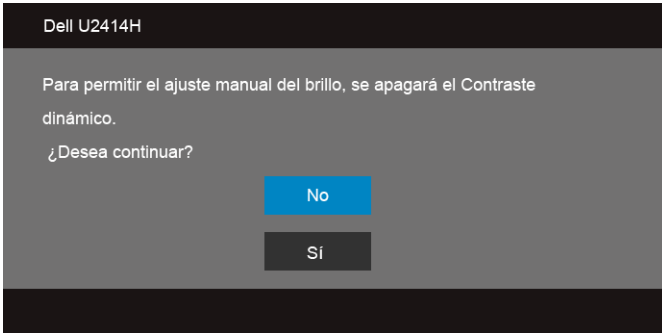 Dell U2414H
Para permitir el ajuste manual del brillo, se apagará el Contraste
dinámico.
¿Desea continuar?
No
Sí